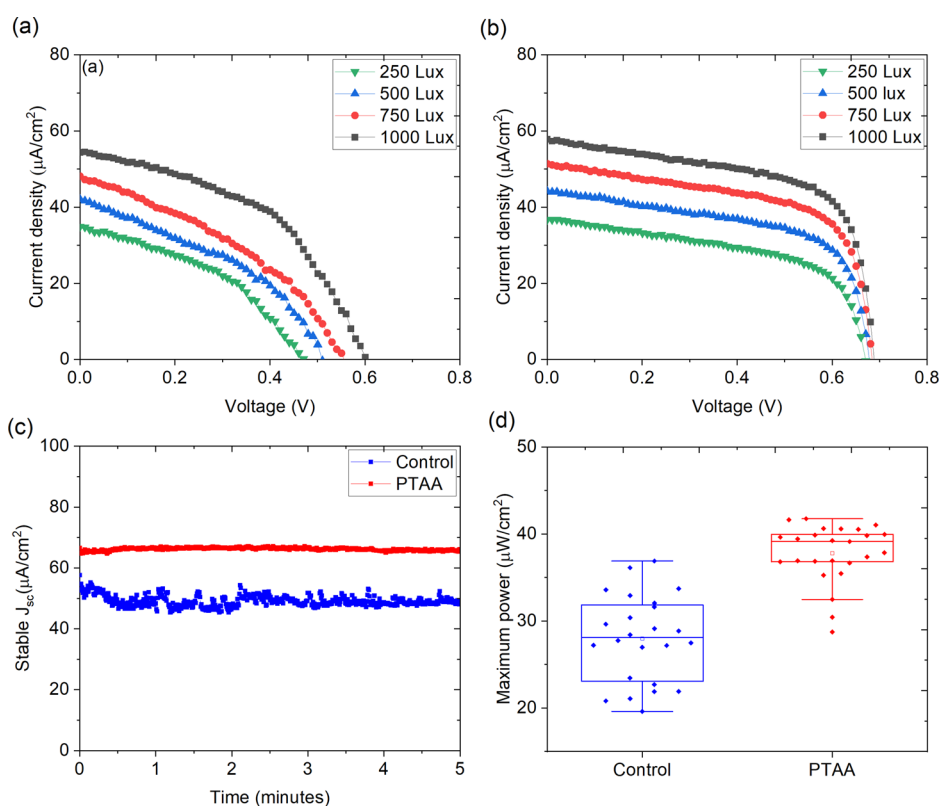 (a)
(a)
80
60
40
20
0
0.0
0.2
0.4
0.6
0.8
Current density (µA/cm²)
Voltage (V)
250 Lux
500 Lux
750 Lux
1000 Lux
(b)
80
60
40
20
0
0.0
0.2
0.4
0.6
0.8
Current density (µA/cm²)
Voltage (V)
250 Lux
500 lux
750 Lux
1000 Lux
(c)
100
80
60
40
20
0
0
1
2
3
4
5
Stable Jsc(µA/cm²)
Time (minutes)
Control
PTAA
(d)
50
40
30
20
Maximum power (µW/cm²)
Control
PTAA